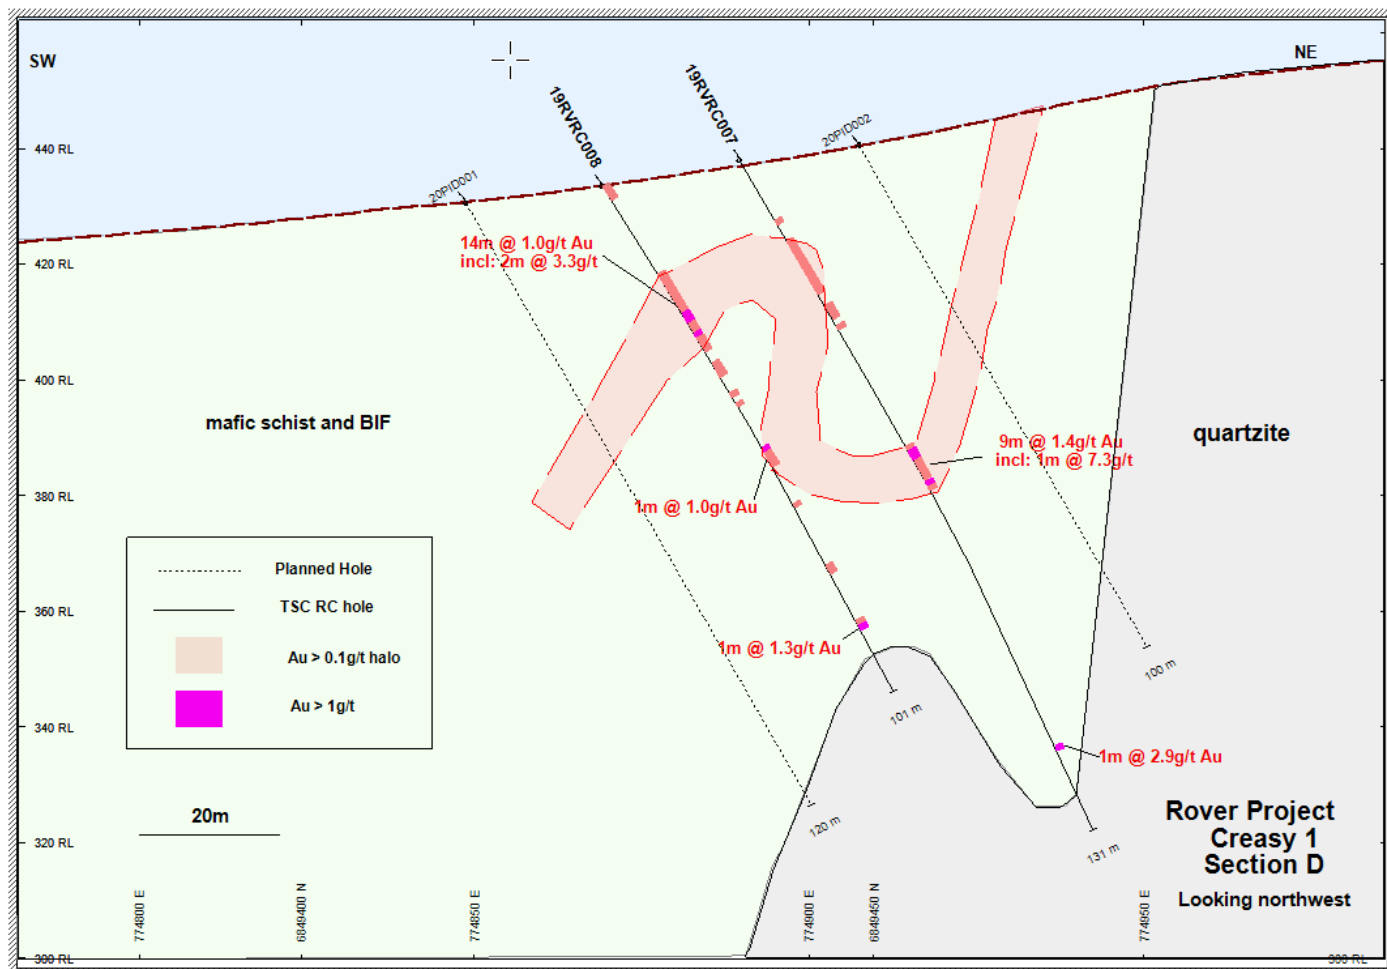 SW
NE
19RVRC008
19RVRC007
20PID001
20PID002
440 RL
420 RL
400 RL
380 RL
360 RL
340 RL
320 RL
300 RL
300 RL
14m @ 1.0g/t Au
incl: 2m @ 3.3g/t
mafic schist and BIF
quartzite
9m @ 1.4g/t Au
incl: 1m @ 7.3g/t
1m @ 1.0g/t Au
1m @ 1.3g/t Au
1m @ 2.9g/t Au
100 m
101 m
120 m
131 m
Planned Hole
TSC RC hole
Au > 0.1g/t halo
Au > 1g/t
20m
Rover Project
Creasy 1
Section D
Looking northwest
774800 E
6849400 N
774850 E
774900 E
6849450 N
774950 E